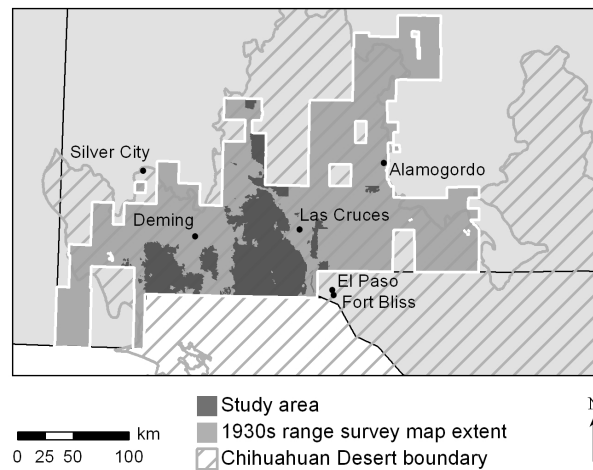 Silver City
Alamogordo
Deming
Las Cruces
El Paso
Fort Bliss
Study area
N
km
1930s range survey map extent
0 25 50 100
Chihuahuan Desert boundary